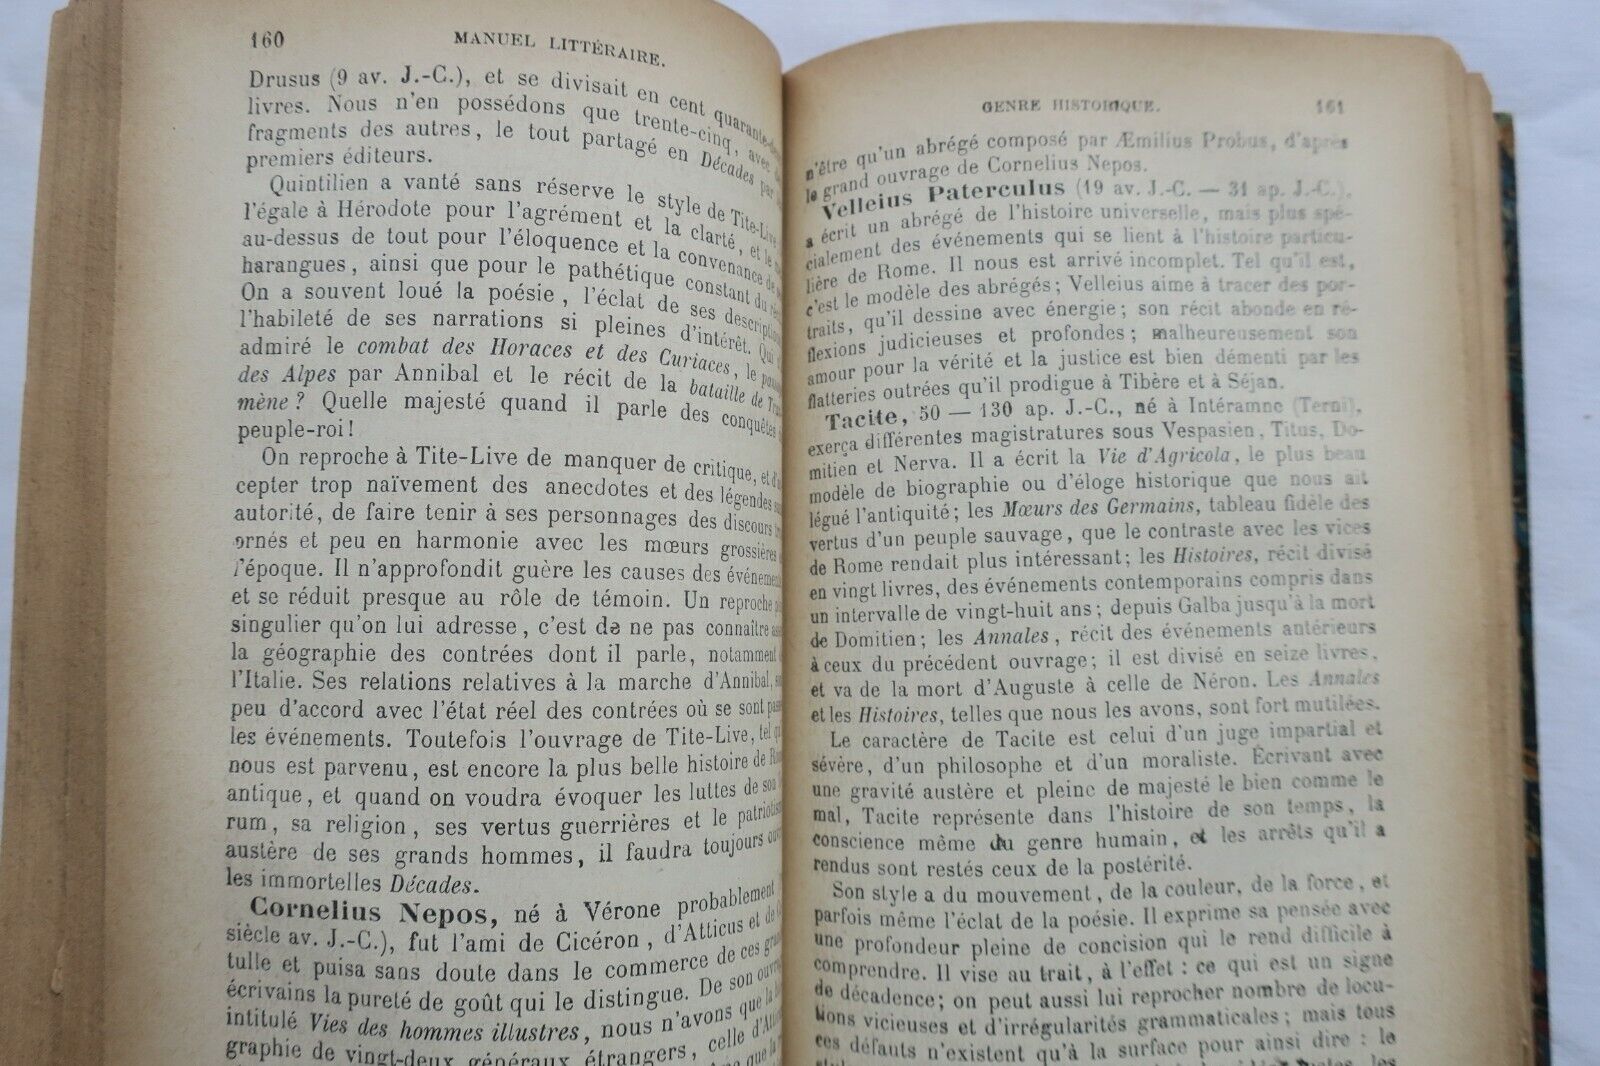 160 MANUEL LITTÉRAIRE.
Drusus (9 av. J.-C.), et se divisait en cent quarante-
livres. Nous n'en possédons que trente-cinq, avec
fragments des autres, le tout partagé en Décades par
premiers éditeurs.
Quintilien a vanté sans réserve le style de Tite-Live
l'égale à Hérodote pour l'agrément et la clarté, et le
au-dessus de tout pour l'éloquence et la convenance de
harangues, ainsi que pour le pathétique constant du
On a souvent loué la poésie, l'éclat de ses descriptions
l'habileté de ses narrations si pleines d'intérêt. Qui
admiré le combat des Horaces et des Curiaces, le
des Alpes par Annibal et le récit de la bataille de
mène? Quelle majesté quand il parle des conquêtes
peuple-roi!
On reproche à Tite-Live de manquer de critique, et
cepter trop naïvement des anecdotes et des légendes
autorité, de faire tenir à ses personnages des discours
ornés et peu en harmonie avec les mœurs grossières
l'époque. Il n'approfondit guère les causes des événements
et se réduit presque au rôle de témoin. Un reproche
singulier qu'on lui adresse, c'est de ne pas connaître
la géographie des contrées dont il parle, notamment
l'Italie. Ses relations relatives à la marche d'Annibal,
peu d'accord avec l'état réel des contrées où se sont
les événements. Toutefois l'ouvrage de Tite-Live, tel
nous est parvenu, est encore la plus belle histoire de
antique, et quand on voudra évoquer les luttes de son
rum, sa religion, ses vertus guerrières et le
austère de ses grands hommes, il faudra toujours
les immortelles Décades.
Cornelius Nepos, né à Vérone probablement
siècle av. J.-C.), fut l'ami de Cicéron, d'Atticus et de
tulle et puisa sans doute dans le commerce de ces
écrivains la pureté de goût qui le distingue. De son
intitulé Vies des hommes illustres, nous n'avons que la
graphie de vingt-deux généraux étrangers, celle
GENRE HISTORIQUE. 161
n'être qu'un abrégé composé par Æmilius Probus, d'après
le grand ouvrage de Cornelius Nepos.
Velleius Paterculus (19 av. J.-C. — 31 ap. J.-C.),
a écrit un abrégé de l'histoire universelle, mais plus spé-
cialement des événements qui se lient à l'histoire particu-
lière de Rome. Il nous est arrivé incomplet. Tel qu'il est,
c'est le modèle des abrégés; Velleius aime à tracer des por-
traits, qu'il dessine avec énergie; son récit abonde en ré-
flexions judicieuses et profondes; malheureusement son
amour pour la vérité et la justice est bien démenti par les
flatteries outrées qu'il prodigue à Tibère et à Séjan.
Tacite, 50 — 130 ap. J.-C., né à Intéramne (Terni),
exerça différentes magistratures sous Vespasien, Titus, Do-
mitien et Nerva. Il a écrit la Vie d'Agricola, le plus beau
modèle de biographie ou d'éloge historique que nous ait
légué l'antiquité; les Mœurs des Germains, tableau fidèle des
vertus d'un peuple sauvage, que le contraste avec les vices
de Rome rendait plus intéressant; les Histoires, récit divisé
en vingt livres, des événements contemporains compris dans
un intervalle de vingt-huit ans; depuis Galba jusqu'à la mort
de Domitien; les Annales, récit des événements antérieurs
à ceux du précédent ouvrage; il est divisé en seize livres,
et va de la mort d'Auguste à celle de Néron. Les Annales
et les Histoires, telles que nous les avons, sont fort mutilées.
Le caractère de Tacite est celui d'un juge impartial et
sévère, d'un philosophe et d'un moraliste. Écrivant avec
une gravité austère et pleine de majesté le bien comme le
mal, Tacite représente dans l'histoire de son temps, la
conscience même du genre humain, et les arrêts qu'il a
rendus sont restés ceux de la postérité.
Son style a du mouvement, de la couleur, de la force, et
parfois même l'éclat de la poésie. Il exprime sa pensée avec
une profondeur pleine de concision qui le rend difficile à
comprendre. Il vise au trait, à l'effet: ce qui est un signe
de décadence; on peut aussi lui reprocher nombre de locu-
tions vicieuses et d'irrégularités grammaticales; mais tous
ces défauts n'existent qu'à la surface pour ainsi dire: le